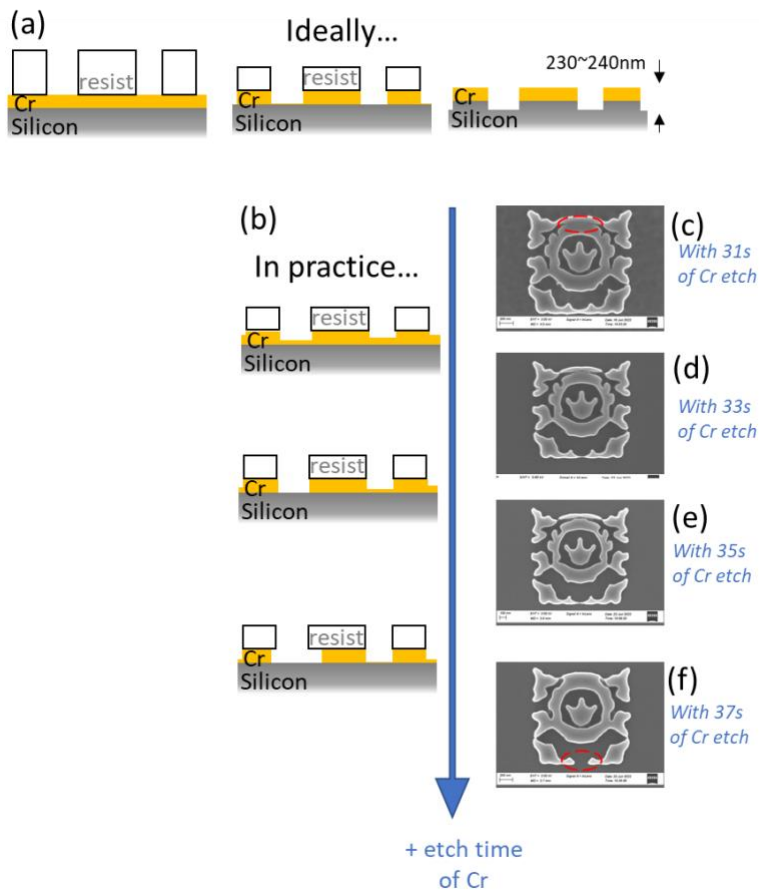 (a)
Ideally...
resist
Cr
Silicon
resist
Cr
Silicon
230~240nm
Cr
Silicon
(b)
In practice...
resist
Cr
Silicon
resist
Cr
Silicon
resist
Cr
Silicon
+ etch time
of Cr
(c)
With 31s
of Cr etch
(d)
With 33s
of Cr etch
(e)
With 35s
of Cr etch
(f)
With 37s
of Cr etch